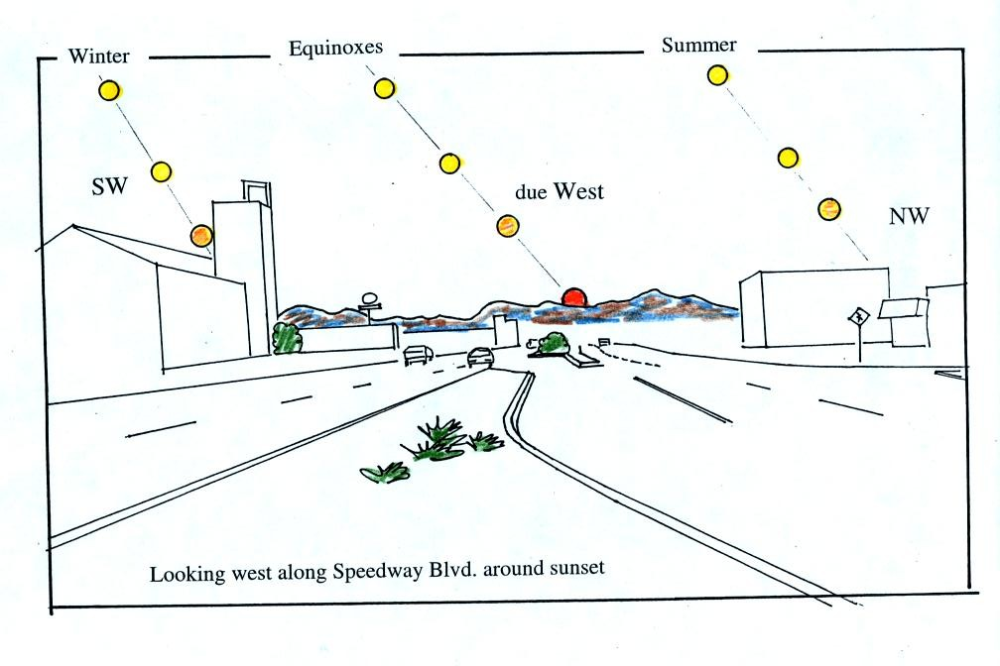 Winter
Equinoxes
Summer
SW
due West
NW
Looking west along Speedway Blvd. around sunset